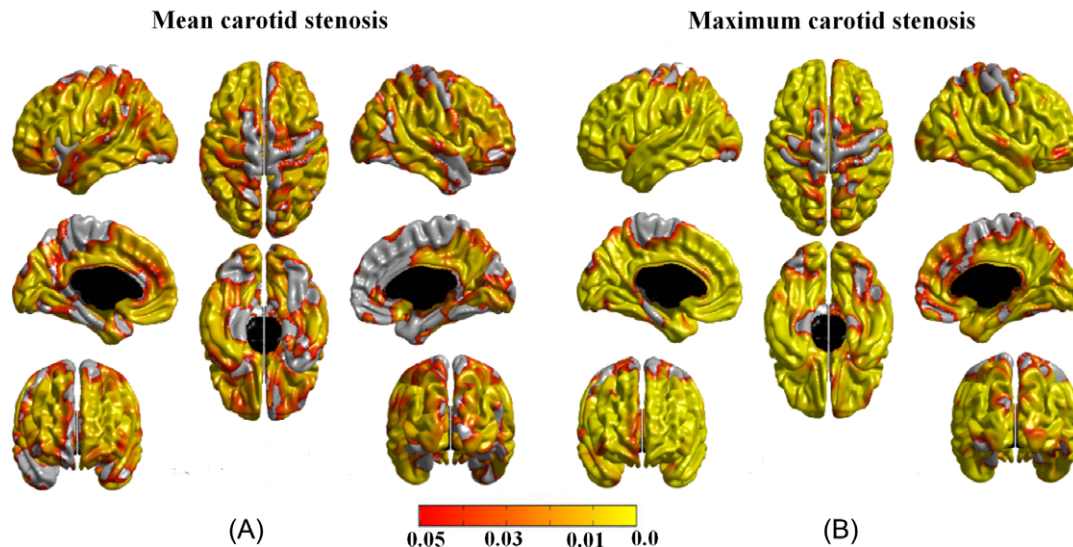 Mean carotid stenosis
Maximum carotid stenosis
(A)
0.05 0.03 0.01 0.0
(B)